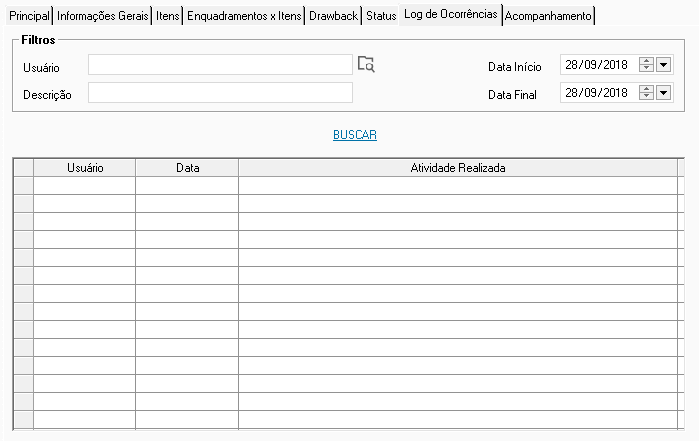 Principal Informações Gerais Itens Enquadramentos x Itens Drawback Status Log de Ocorrências Acompanhamento
Filtros
Usuário Data Início 28/09/2018
Descrição Data Final 28/09/2018
BUSCAR
Usuário Data Atividade Realizada